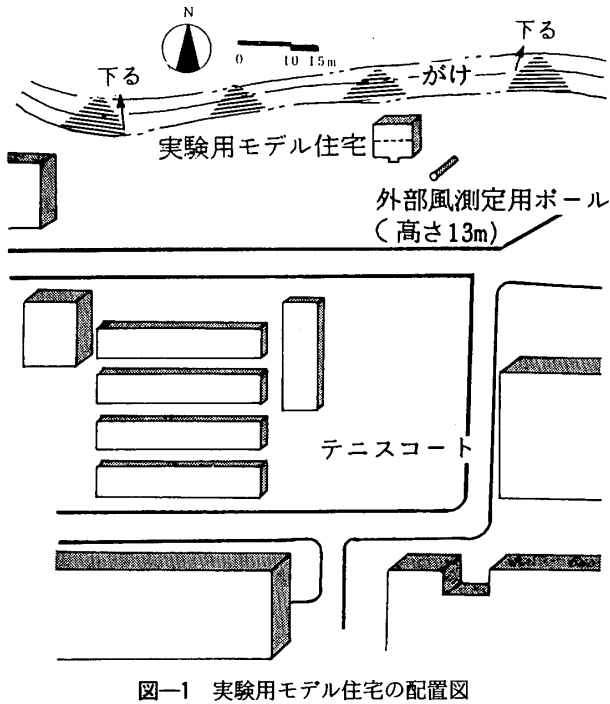 N
0 10 15m
下る
下る
がけ
実験用モデル住宅
外部風測定用ポール
(高さ13m)
テニスコート
図―1 実験用モデル住宅の配置図